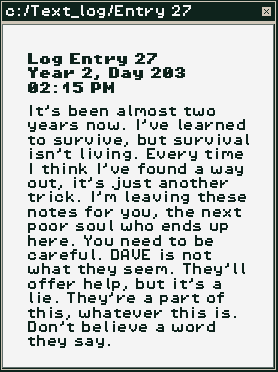 c:/Text_log/Entry 27
Log Entry 27
Year 2, Day 203
02:15 PM
It's been almost two
years now. I've learned
to survive, but survival
isn't living. Every time
I think I've found a way
out, it's just another
trick. I'm leaving these
notes for you, the next
poor soul who ends up
here. You need to be
careful. DAVE is not
what they seem. They'll
offer help, but it's a
lie. They're a part of
this, whatever this is.
Don't believe a word
they say.